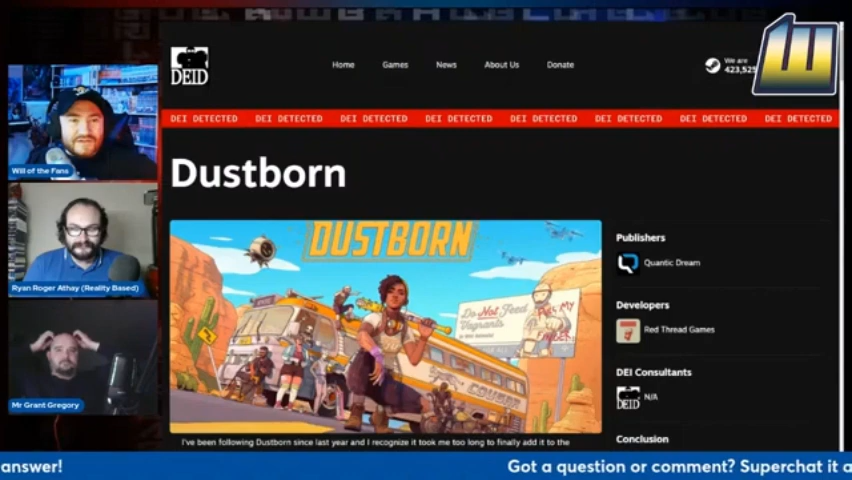 DEID
Home
Games
News
About Us
Donate
We are
423,525
DEI DETECTED DEI DETECTED DEI DETECTED DEI DETECTED DEI DETECTED DEI DETECTED DEI DETECTED DEI DETECTED
Dustborn
DUSTBORN
Do Not Feed
Vagrants
Will of the Fans
Ryan Roger Athay (Reality Based)
Mr Grant Gregory
Publishers
Quantic Dream
Developers
Red Thread Games
DEI Consultants
DEID
N/A
Conclusion
I've been following Dustborn since last year and I recognize it took me too long to finally add it to the
answer!
Got a question or comment? Superchat it a